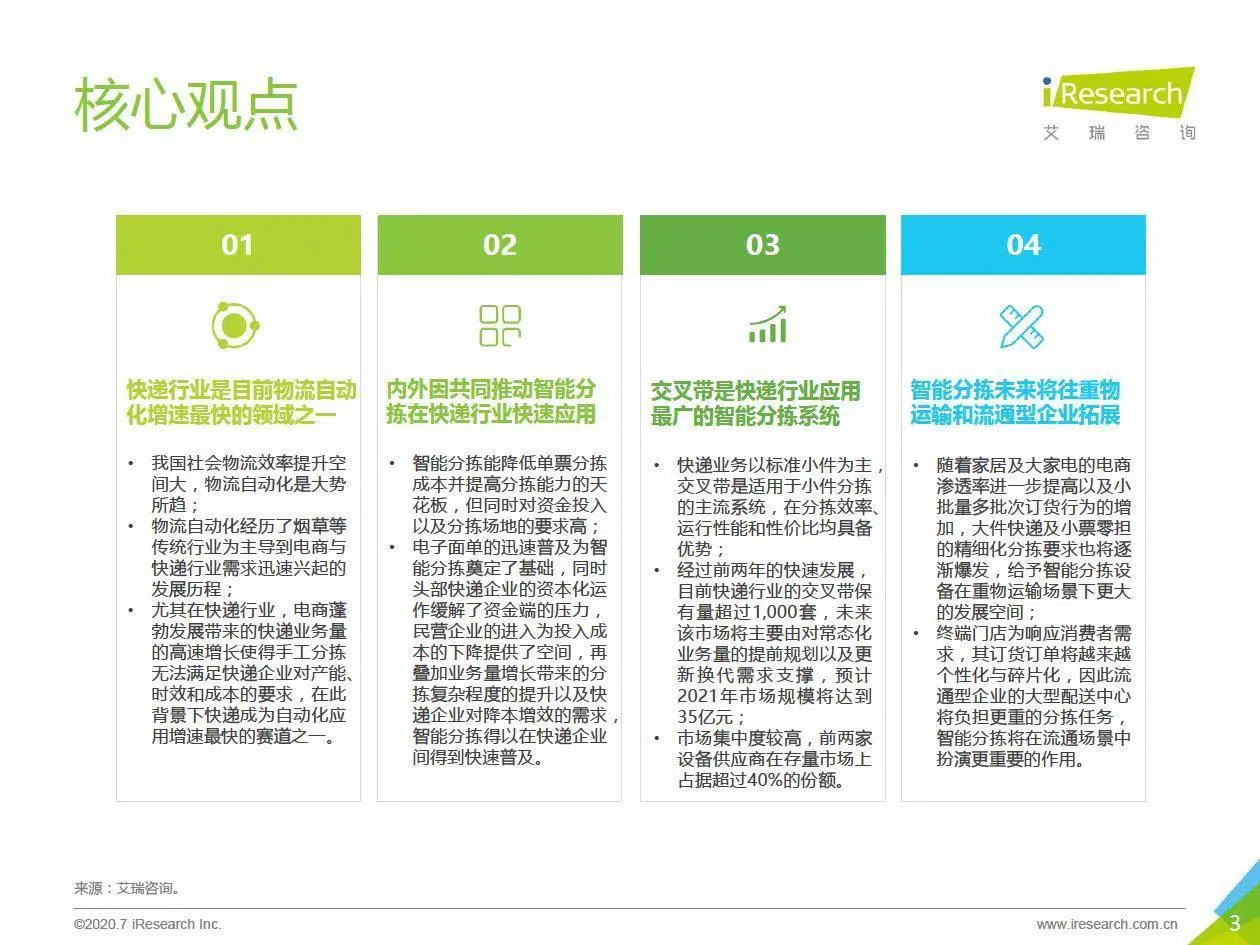 核心观点
iResearch
艾瑞咨询
01
快递行业是目前物流自动
化增速最快的领域之一
• 我国社会物流效率提升空
间大，物流自动化是大势
所趋；
• 物流自动化经历了烟草等
传统行业为主导到电商与
快递行业需求迅速兴起的
发展历程；
• 尤其在快递行业，电商蓬
勃发展带来的快递业务量
的高速增长使得手工分拣
无法满足快递企业对产能、
时效和成本的要求，在此
背景下快递成为自动化应
用增速最快的赛道之一。
02
内外因共同推动智能分
拣在快递行业快速应用
• 智能分拣能降低单票分拣
成本并提高分拣能力的天
花板，但同时对资金投入
以及分拣场地的要求高；
• 电子面单的迅速普及为智
能分拣奠定了基础，同时
头部快递企业的资本化运
作缓解了资金端的压力，
民营企业的进入为投入成
本的下降提供了空间，再
叠加业务量增长带来的分
拣复杂程度的提升以及快
递企业对降本增效的需求，
智能分拣得以在快递企业
间得到快速普及。
03
交叉带是快递行业应用
最广的智能分拣系统
• 快递业务以标准小件为主，
交叉带是适用于小件分拣
的主流系统，在分拣效率、
运行性能和性价比均具备
优势；
• 经过前两年的快速发展，
目前快递行业的交叉带保
有量超过1,000套，未来
该市场将主要由对常态化
业务量的提前规划以及更
新换代需求支撑，预计
2021年市场规模将达到
35亿元；
• 市场集中度较高，前两家
设备供应商在存量市场上
占据超过40%的份额。
04
智能分拣未来将往重物
运输和流通型企业拓展
• 随着家居及大家电的电商
渗透率进一步提高以及小
批量多批次订货行为的增
加，大件快递及小票零担
的精细化分拣要求也将逐
渐爆发，给予智能分拣设
备在重物运输场景下更大
的发展空间；
• 终端门店为响应消费者需
求，其订货订单将越来越
个性化与碎片化，因此流
通型企业的大型配送中心
将负担更重的分拣任务，
智能分拣将在流通场景中
扮演更重要的作用。
来源：艾瑞咨询。
©2020.7 iResearch Inc.
www.iresearch.com.cn
3